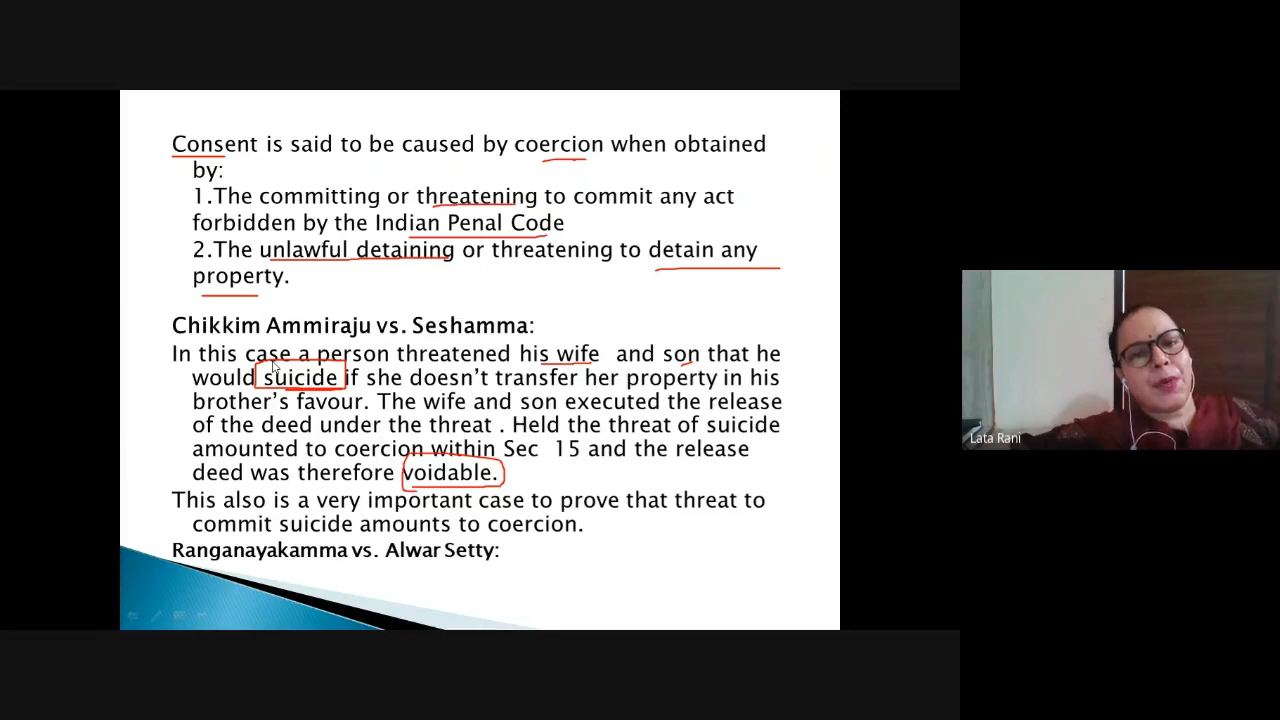 Consent is said to be caused by coercion when obtained
by:
1.The committing or threatening to commit any act
forbidden by the Indian Penal Code
2.The unlawful detaining or threatening to detain any
property.
Chikkim Ammiraju vs. Seshamma:
In this case a person threatened his wife and son that he
would suicide if she doesn't transfer her property in his
brother's favour. The wife and son executed the release
of the deed under the threat . Held the threat of suicide
amounted to coercion within Sec 15 and the release
deed was therefore voidable.
This also is a very important case to prove that threat to
commit suicide amounts to coercion.
Ranganayakamma vs. Alwar Setty:
Lata Rani